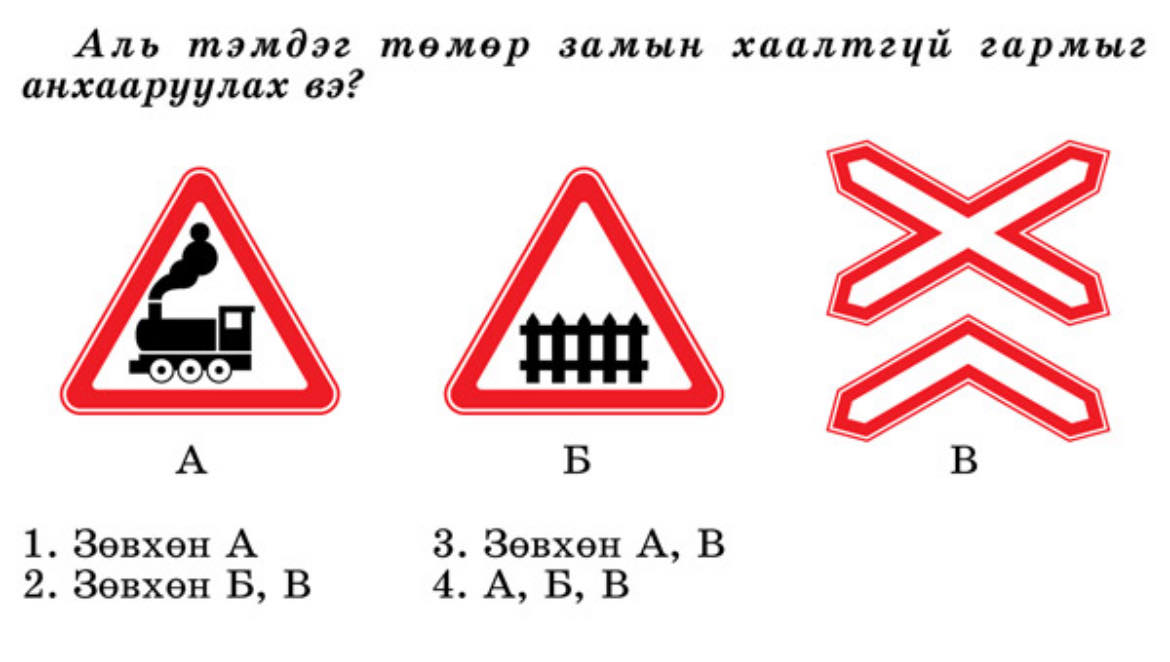 Аль тэмдэг төмөр замын хаалтгүй гармыг
анхааруулах вэ?
А Б В
1. Зөвхөн А 3. Зөвхөн А, В
2. Зөвхөн Б, В 4. А, Б, В